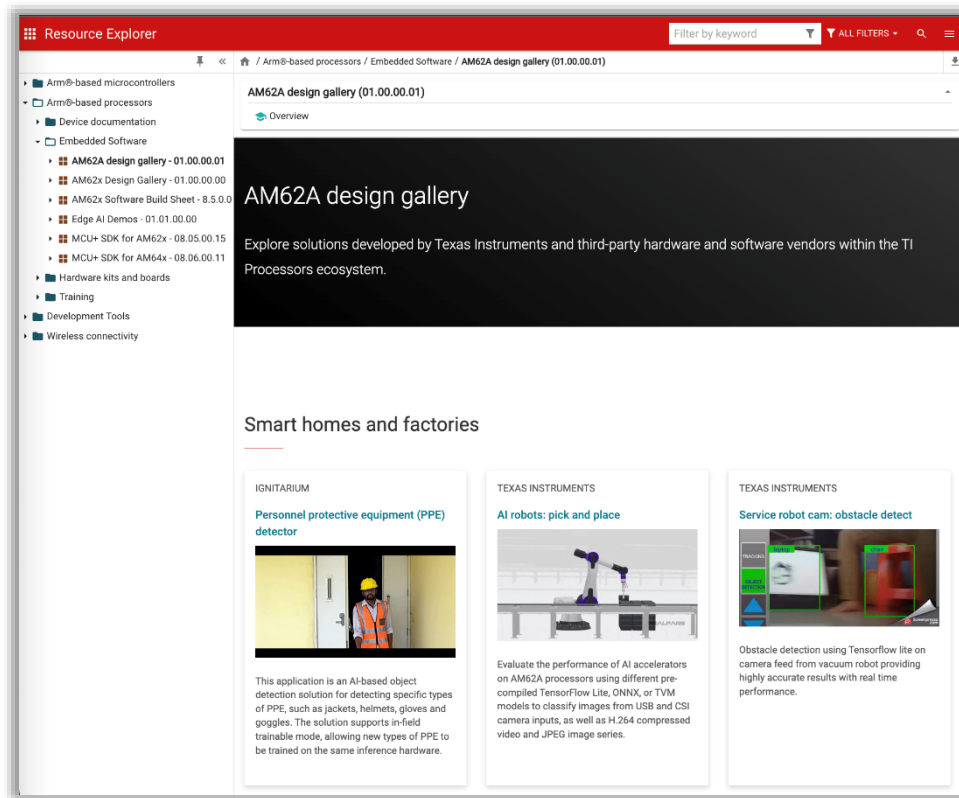 Resource Explorer
Filter by keyword
ALL FILTERS
/ Arm®-based processors / Embedded Software / AM62A design gallery (01.00.00.01)
Arm®-based microcontrollers
Arm®-based processors
Device documentation
Embedded Software
AM62A design gallery - 01.00.00.01
AM62x Design Gallery - 01.00.00.00
AM62x Software Build Sheet - 8.5.0.0
Edge AI Demos - 01.01.00.00
MCU+ SDK for AM62x - 08.05.00.15
MCU+ SDK for AM64x - 08.06.00.11
Hardware kits and boards
Training
Development Tools
Wireless connectivity
AM62A design gallery (01.00.00.01)
Overview
AM62A design gallery
Explore solutions developed by Texas Instruments and third-party hardware and software vendors within the TI
Processors ecosystem.
Smart homes and factories
IGNITARIUM
Personnel protective equipment (PPE)
detector
This application is an AI-based object
detection solution for detecting specific types
of PPE, such as jackets, helmets, gloves and
goggles. The solution supports in-field
trainable mode, allowing new types of PPE to
be trained on the same inference hardware.
TEXAS INSTRUMENTS
AI robots: pick and place
Evaluate the performance of AI accelerators
on AM62A processors using different pre-
compiled TensorFlow Lite, ONNX, or TVM
models to classify images from USB and CSI
camera inputs, as well as H.264 compressed
video and JPEG image series.
TEXAS INSTRUMENTS
Service robot cam: obstacle detect
laptop
chair
Obstacle detection using Tensorflow lite on
camera feed from vacuum robot providing
highly accurate results with real time
performance.